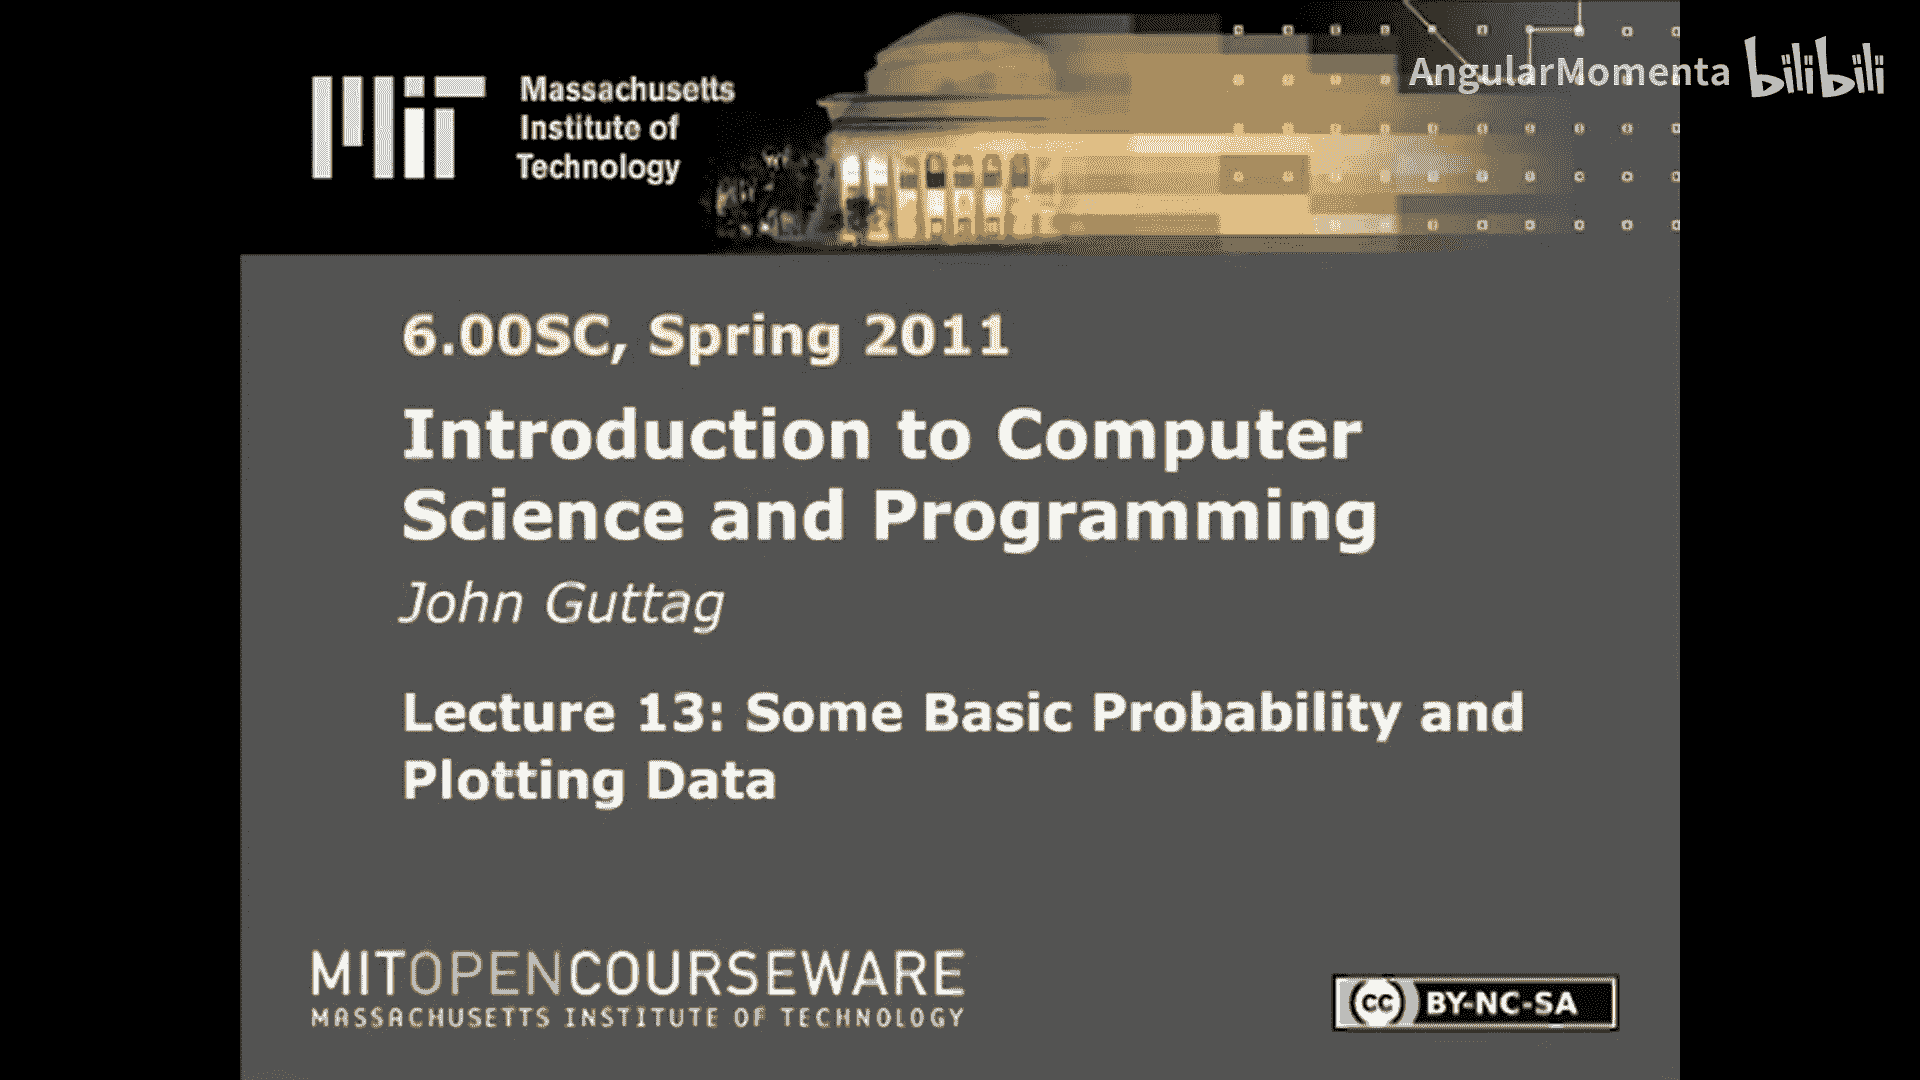 MIT
Massachusetts
Institute of
Technology
AngularMomenta bilibili
6.00SC, Spring 2011
Introduction to Computer
Science and Programming
John Guttag
Lecture 13: Some Basic Probability and
Plotting Data
MITOPENCOURSEWARE
MASSACHUSETTS INSTITUTE OF TECHNOLOGY
cc BY-NC-SA